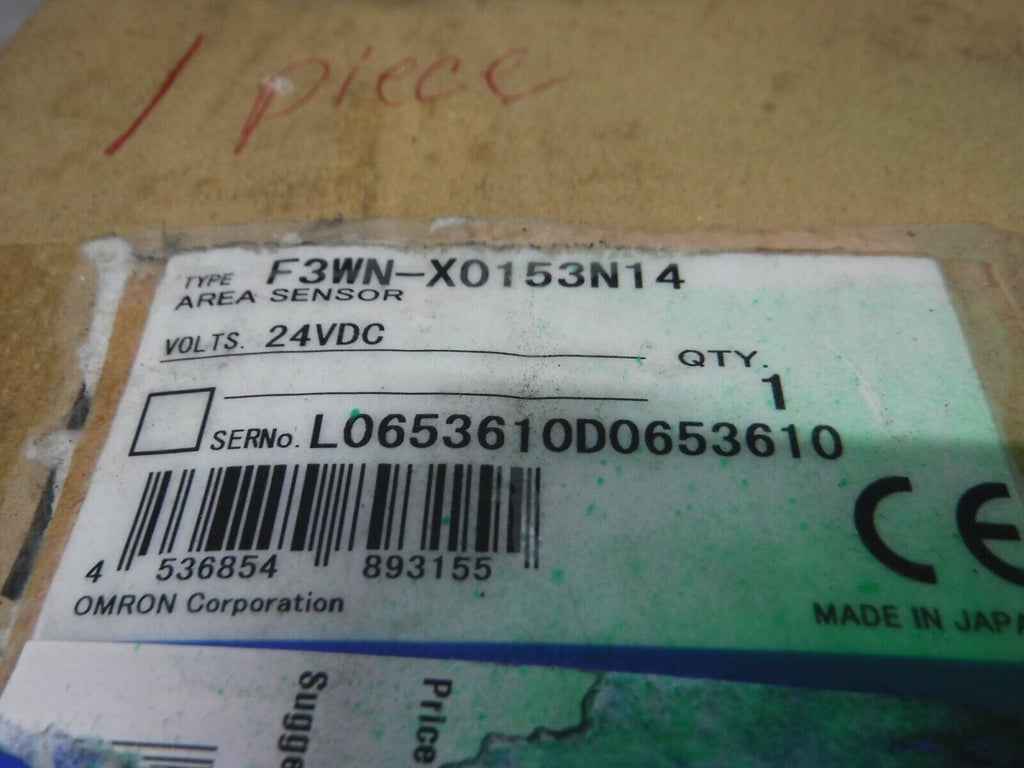 1 piece
TYPE F3WN-X0153N14
AREA SENSOR
VOLTS. 24VDC
QTY.
1
SERNo. L0653610D0653610
4 536854 893155
CE
OMRON Corporation
MADE IN JAPA
Sugge
Price